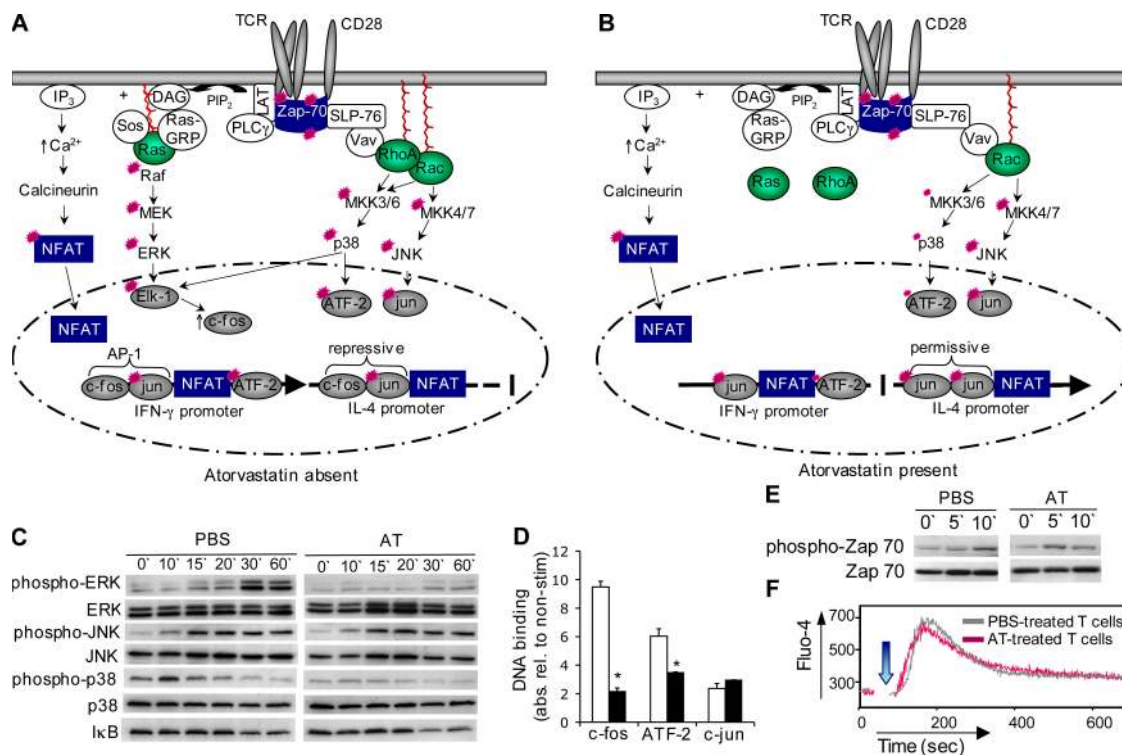 A
TCR
CD28
IP3
+
DAG
PIP2
LAT
Zap-70
SLP-76
Sos
Ras-
GRP
PLCγ
Vav
Ras
RhoA
Rac
↑Ca2+
Raf
Calcineurin
MEK
MKK3/6
MKK4/7
NFAT
ERK
p38
JNK
Elk-1
ATF-2
jun
NFAT
↑c-fos
AP-1
repressive
c-fos
jun
NFAT
ATF-2
c-fos
jun
NFAT
IFN-γ promoter
IL-4 promoter
Atorvastatin absent
B
TCR
CD28
IP3
+
DAG
PIP2
LAT
Zap-70
SLP-76
Ras-
GRP
PLCγ
Vav
Rac
↑Ca2+
Ras
RhoA
Calcineurin
MKK3/6
MKK4/7
NFAT
p38
JNK
ATF-2
jun
NFAT
permissive
jun
NFAT
ATF-2
jun
jun
NFAT
IFN-γ promoter
IL-4 promoter
Atorvastatin present
C
PBS
AT
0‵ 10‵ 15‵ 20‵ 30‵ 60‵
0‵ 10‵ 15‵ 20‵ 30‵ 60‵
phospho-ERK
ERK
phospho-JNK
JNK
phospho-p38
p38
IκB
D
DNA binding
(abs. rel. to non-stim)
12
10
8
6
4
2
0
*
*
c-fos ATF-2 c-jun
E
PBS
AT
0‵ 5‵ 10‵
0‵ 5‵ 10‵
phospho-Zap 70
Zap 70
F
Fluo-4
700
500
300
PBS-treated T cells
AT-treated T cells
0 200 400 600
Time (sec)